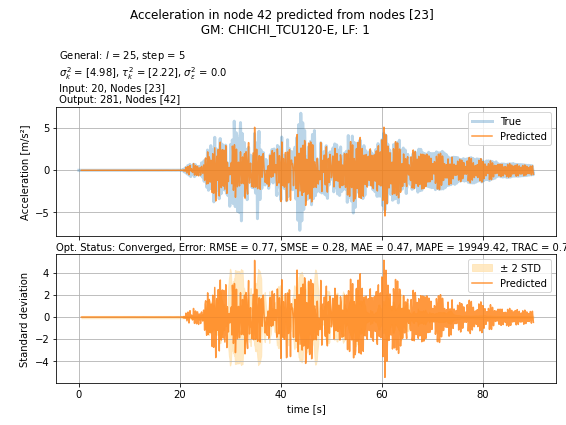 Acceleration in node 42 predicted from nodes [23]
GM: CHICHI_TCU120-E, LF: 1
General: l = 25, step = 5
σ²ₖ = [4.98], τ²ₖ = [2.22], σ²ε = 0.0
Input: 20, Nodes [23]
Output: 281, Nodes [42]
Acceleration [m/s²]
5
0
−5
True
Predicted
Opt. Status: Converged, Error: RMSE = 0.77, SMSE = 0.28, MAE = 0.47, MAPE = 19949.42, TRAC = 0.7
Standard deviation
4
2
0
−2
−4
± 2 STD
Predicted
0 20 40 60 80
time [s]